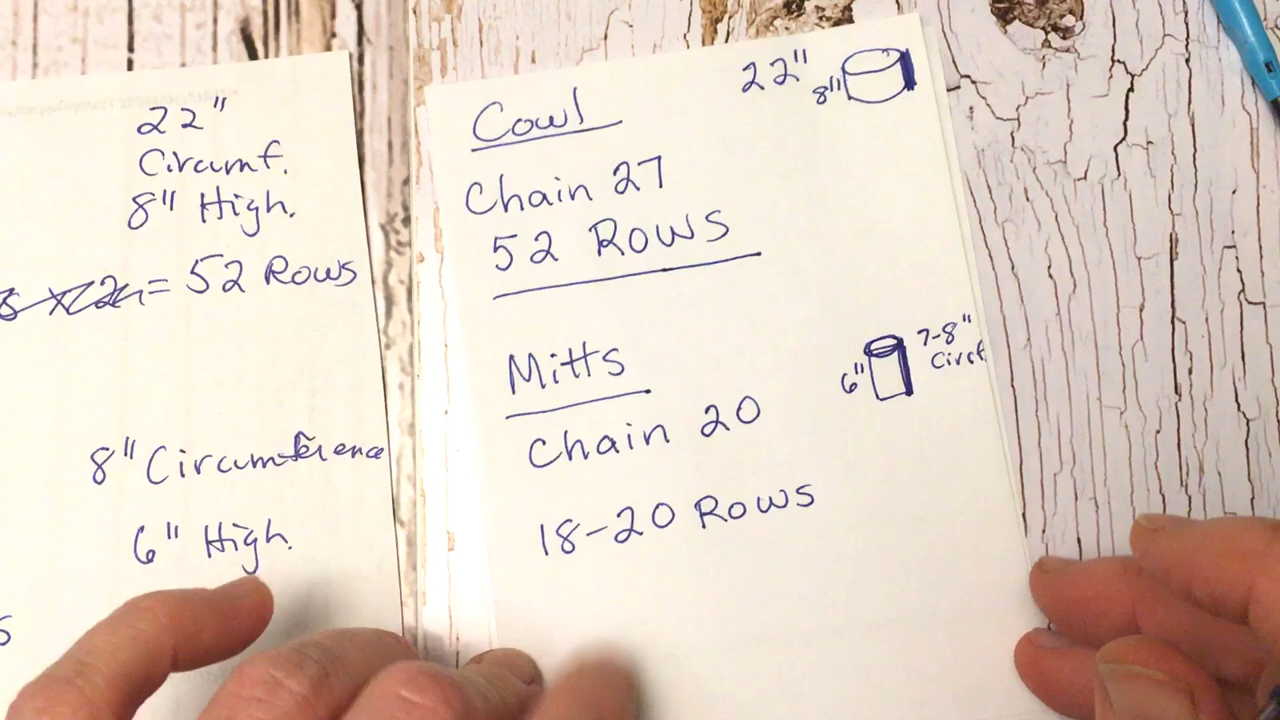 22"
Circumf.
8" High.
= 52 Rows
8" Circumference
6" High.
S
Cowl
22"
8"
Chain 27
52 Rows
Mitts
6"
7-8"
Circf
Chain 20
18-20 Rows